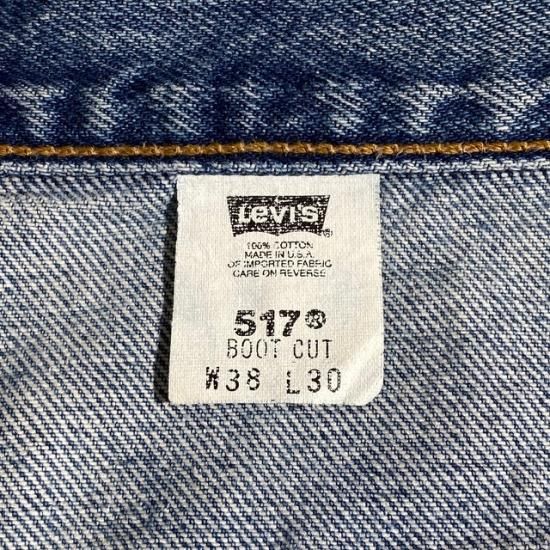 Levi's®
100% COTTON
MADE IN U.S.A.
OF IMPORTED FABRIC
CARE ON REVERSE
517®
BOOT CUT
W38 L30